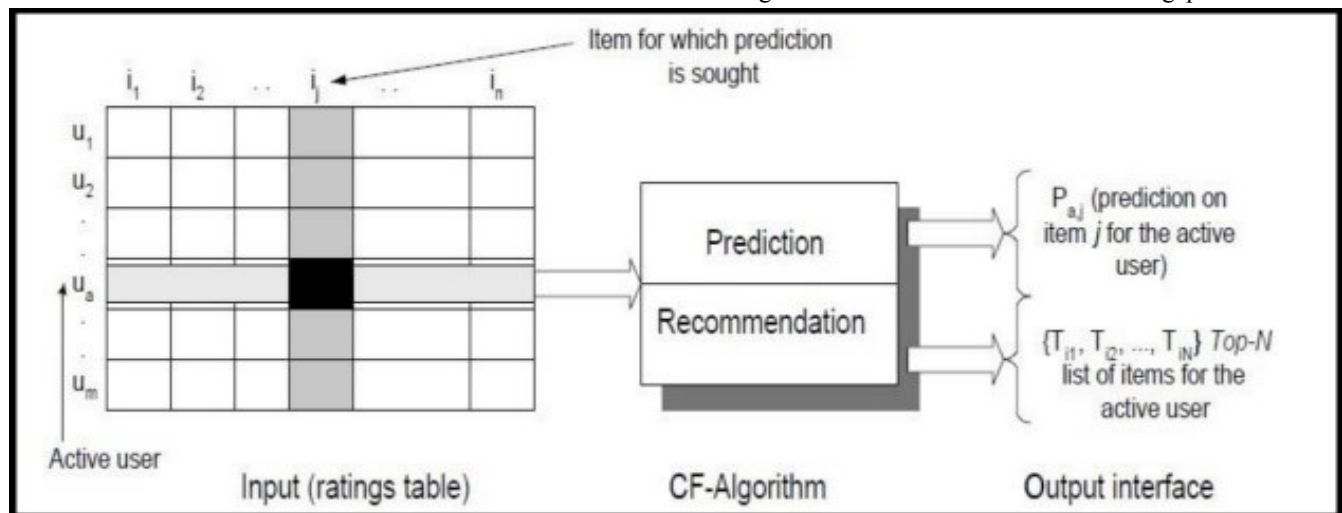 Item for which prediction
is sought
i1 i2 . . ij . . in
u1
u2
.
.
ua
.
.
um
Active user
Input (ratings table)
Prediction
Recommendation
CF-Algorithm
Pa,j (prediction on
item j for the active
user)
{Ti1, Ti2, ..., TiN} Top-N
list of items for the
active user
Output interface